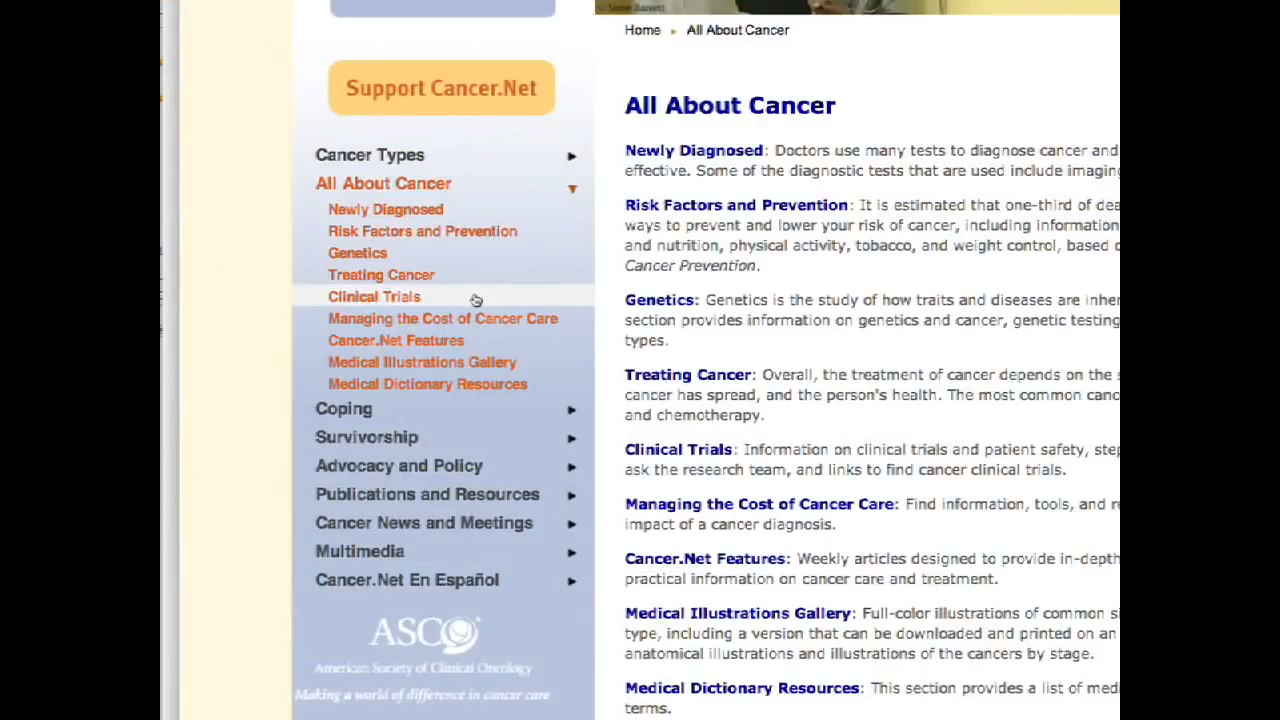 Home ▸ All About Cancer
Support Cancer.Net
Cancer Types
All About Cancer
Newly Diagnosed
Risk Factors and Prevention
Genetics
Treating Cancer
Clinical Trials
Managing the Cost of Cancer Care
Cancer.Net Features
Medical Illustrations Gallery
Medical Dictionary Resources
Coping
Survivorship
Advocacy and Policy
Publications and Resources
Cancer News and Meetings
Multimedia
Cancer.Net En Español
ASCO
American Society of Clinical Oncology
Making a world of difference in cancer care
All About Cancer
Newly Diagnosed: Doctors use many tests to diagnose cancer and
effective. Some of the diagnostic tests that are used include imaging
Risk Factors and Prevention: It is estimated that one-third of
ways to prevent and lower your risk of cancer, including information
and nutrition, physical activity, tobacco, and weight control, based
Cancer Prevention.
Genetics: Genetics is the study of how traits and diseases are
section provides information on genetics and cancer, genetic testing
types.
Treating Cancer: Overall, the treatment of cancer depends on the
cancer has spread, and the person's health. The most common
and chemotherapy.
Clinical Trials: Information on clinical trials and patient safety,
ask the research team, and links to find cancer clinical trials.
Managing the Cost of Cancer Care: Find information, tools, and
impact of a cancer diagnosis.
Cancer.Net Features: Weekly articles designed to provide in-depth
practical information on cancer care and treatment.
Medical Illustrations Gallery: Full-color illustrations of common
type, including a version that can be downloaded and printed on an
anatomical illustrations and illustrations of the cancers by stage.
Medical Dictionary Resources: This section provides a list of
terms.